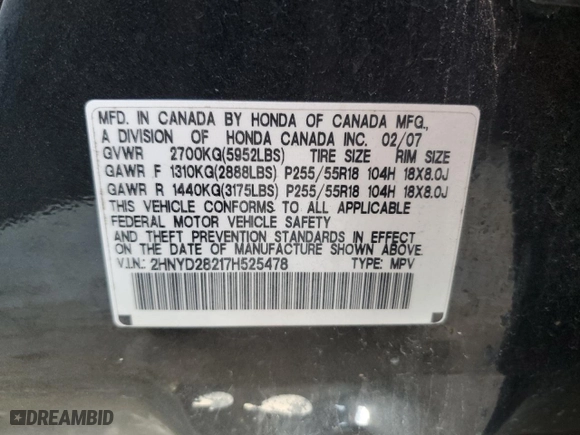 MFD. IN CANADA BY HONDA OF CANADA MFG.,
A DIVISION OF HONDA CANADA INC. 02/07
GVWR 2700KG(5952LBS) TIRE SIZE RIM SIZE
GAWR F 1310KG(2888LBS) P255/55R18 104H 18X8.0J
GAWR R 1440KG(3175LBS) P255/55R18 104H 18X8.0J
THIS VEHICLE CONFORMS TO ALL APPLICABLE
FEDERAL MOTOR VEHICLE SAFETY
AND THEFT PREVENTION STANDARDS IN EFFECT
ON THE DATE OF MANUFACTURE SHOWN ABOVE.
V.I.N.: 2HNYD28217H525478 TYPE: MPV
DREAMBID